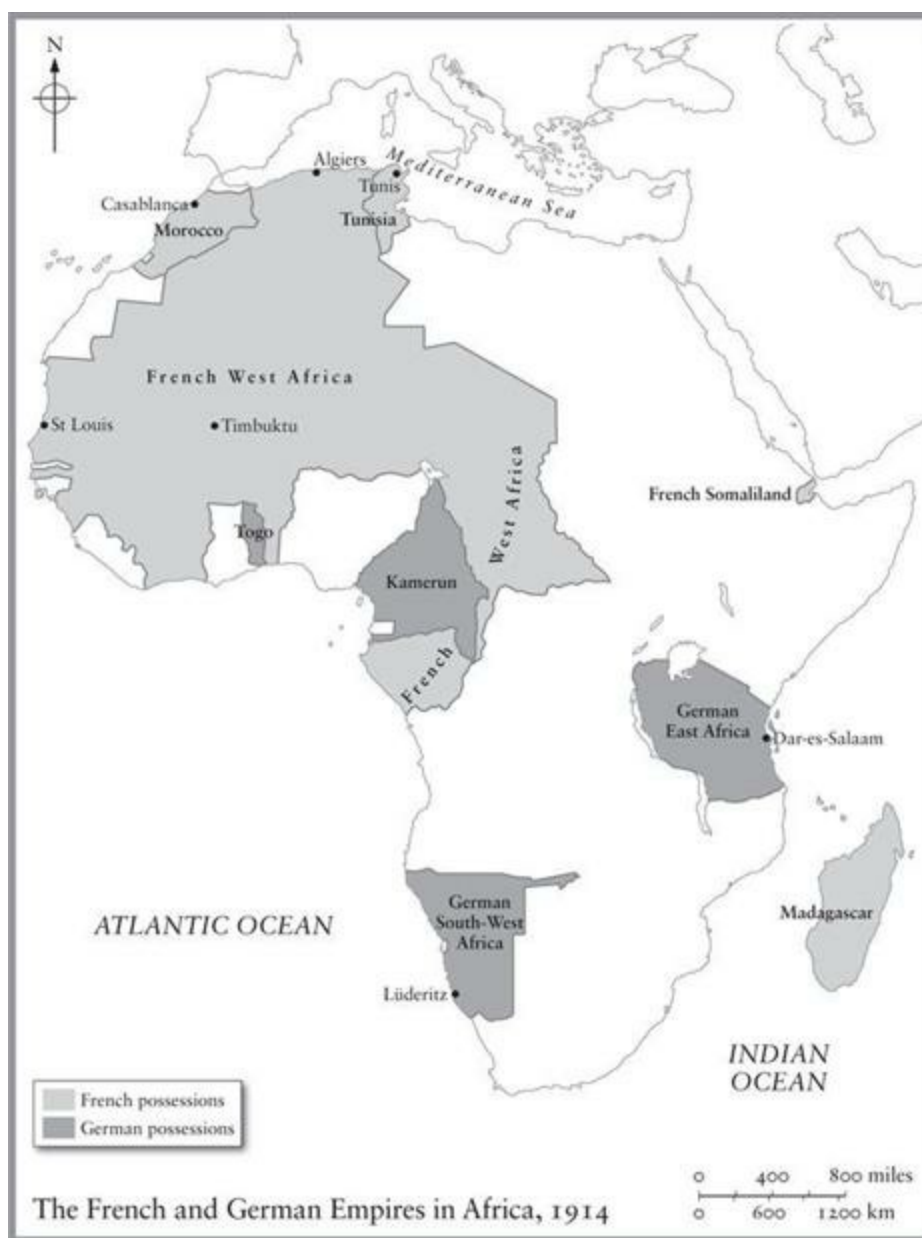 N
Algiers
Mediterranean Sea
Tunis
Casablança
Morocco
Tunisia
French West Africa
St Louis
Timbuktu
West Africa
French Somaliland
Togo
Kamerun
French
German
East Africa
Dar-es-Salaam
German
South-West
Africa
Madagascar
ATLANTIC OCEAN
Lüderitz
INDIAN
OCEAN
French possessions
German possessions
0 400 800 miles
0 600 1200 km
The French and German Empires in Africa, 1914